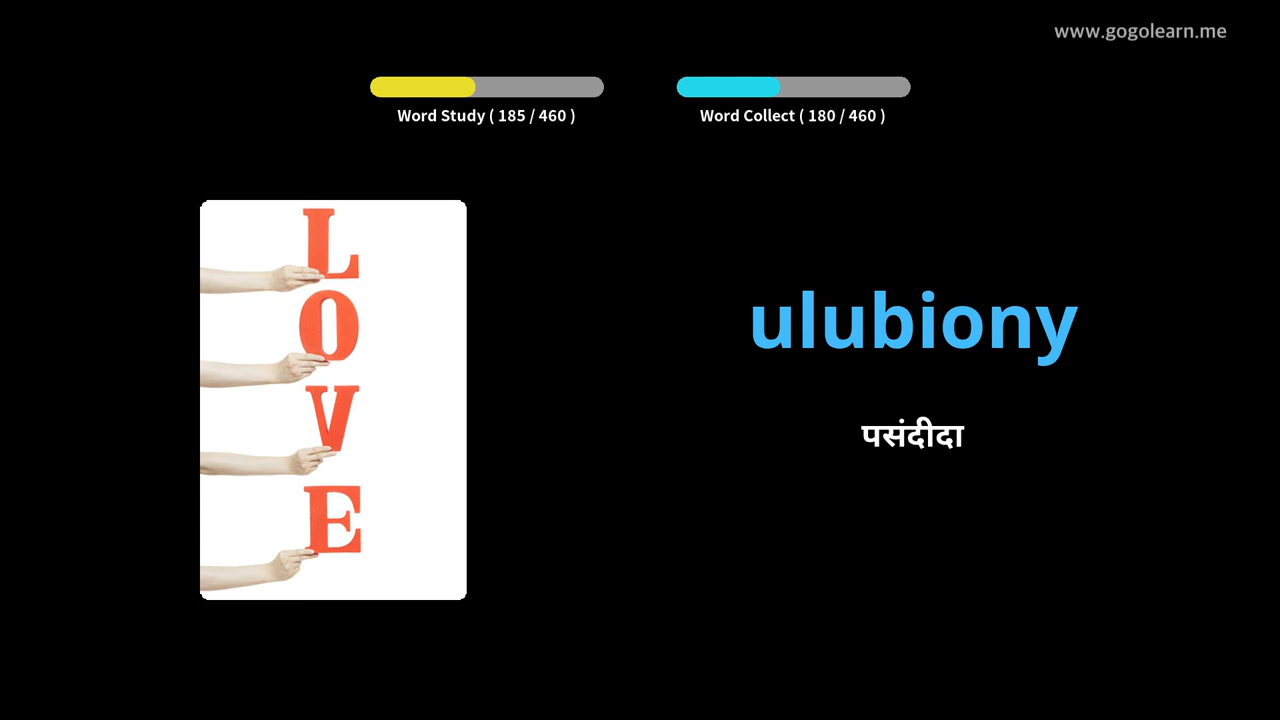 www.gogolearn.me
Word Study ( 185 / 460 )
Word Collect ( 180 / 460 )
L
O
V
E
ulubiony
पसंदीदा